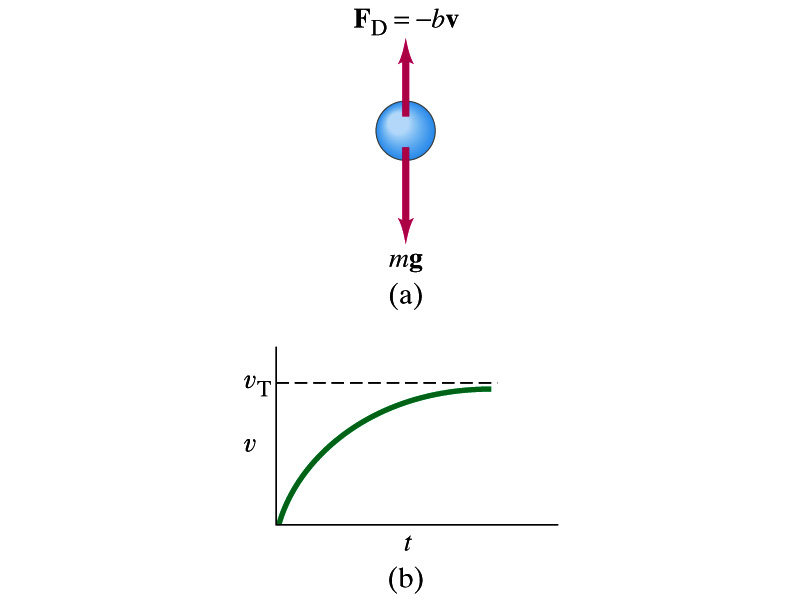 F_D = –bv
mg
(a)
v_T
v
t
(b)